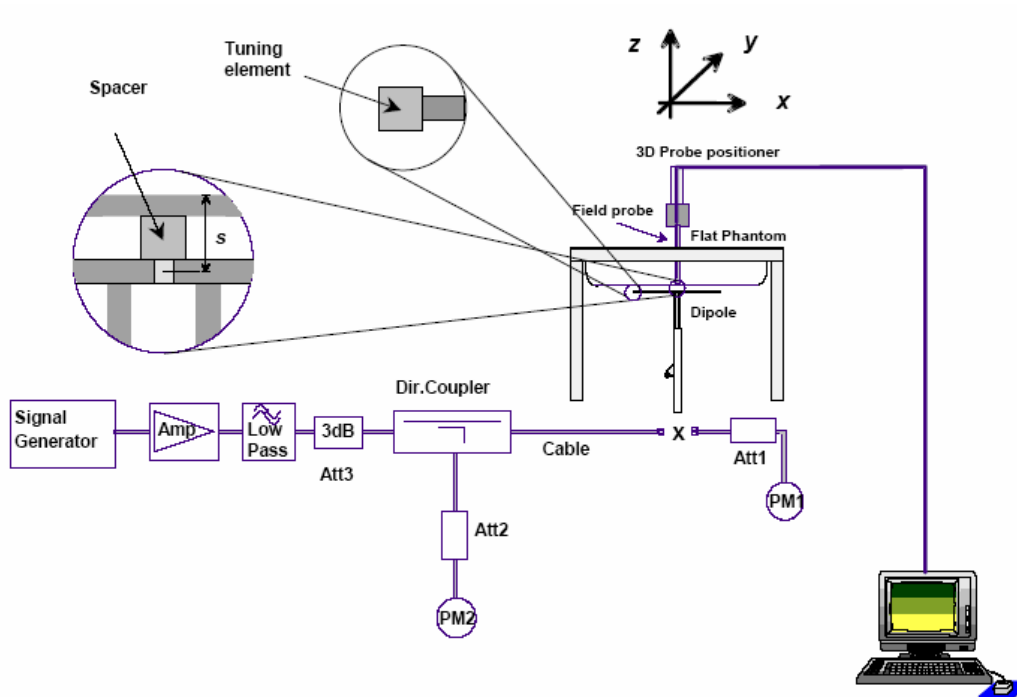 Tuning
element
Spacer
z
y
x
3D Probe positioner
Field probe
Flat Phantom
s
Dipole
Dir.Coupler
Signal
Generator
Amp
Low
Pass
3dB
Att3
Cable
X
Att1
PM1
Att2
PM2